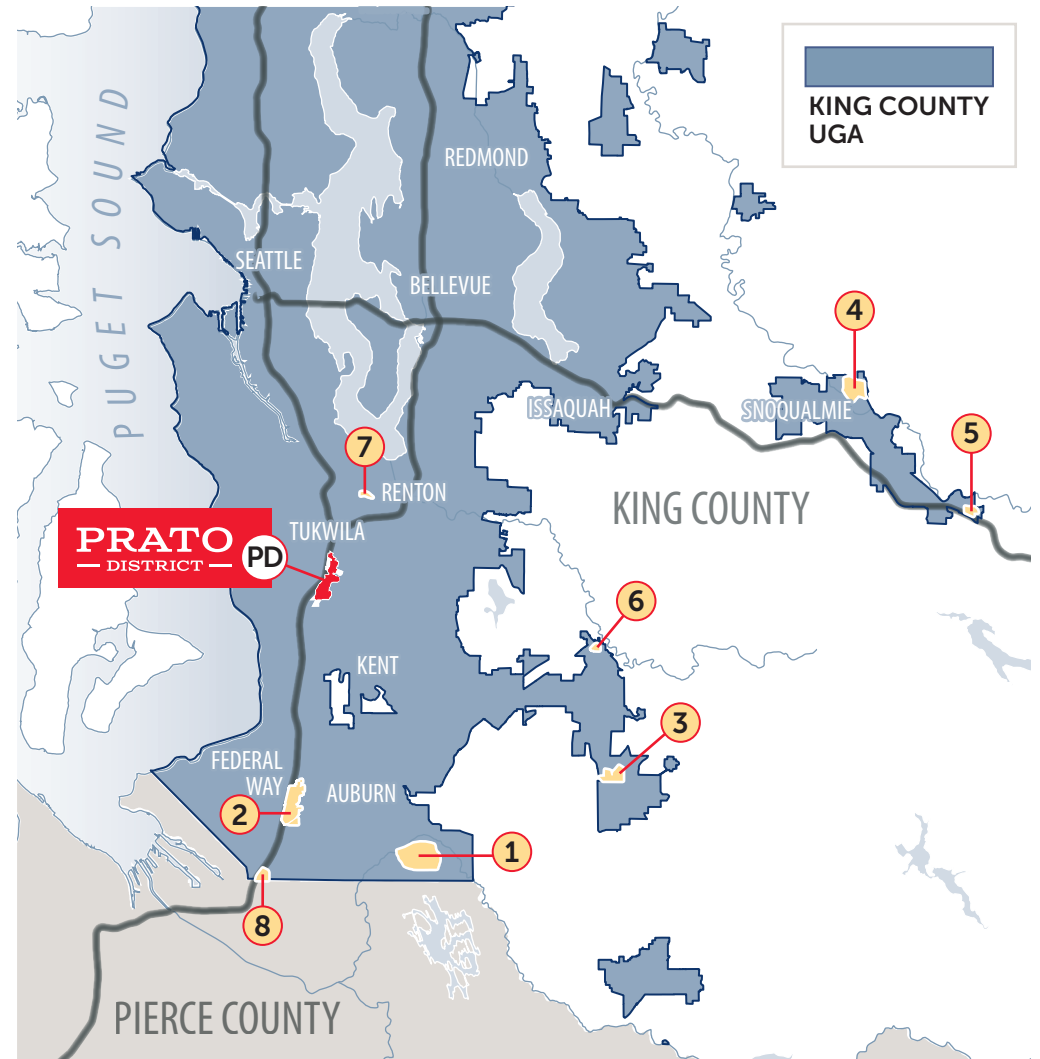 KING COUNTY
UGA
REDMOND
PUGET SOUND
SEATTLE
BELLEVUE
4
ISSAQUAH
SNOQUALMIE
7
5
RENTON
KING COUNTY
TUKWILA
PRATO
DISTRICT
PD
6
KENT
3
FEDERAL
WAY
AUBURN
2
1
8
PIERCE COUNTY